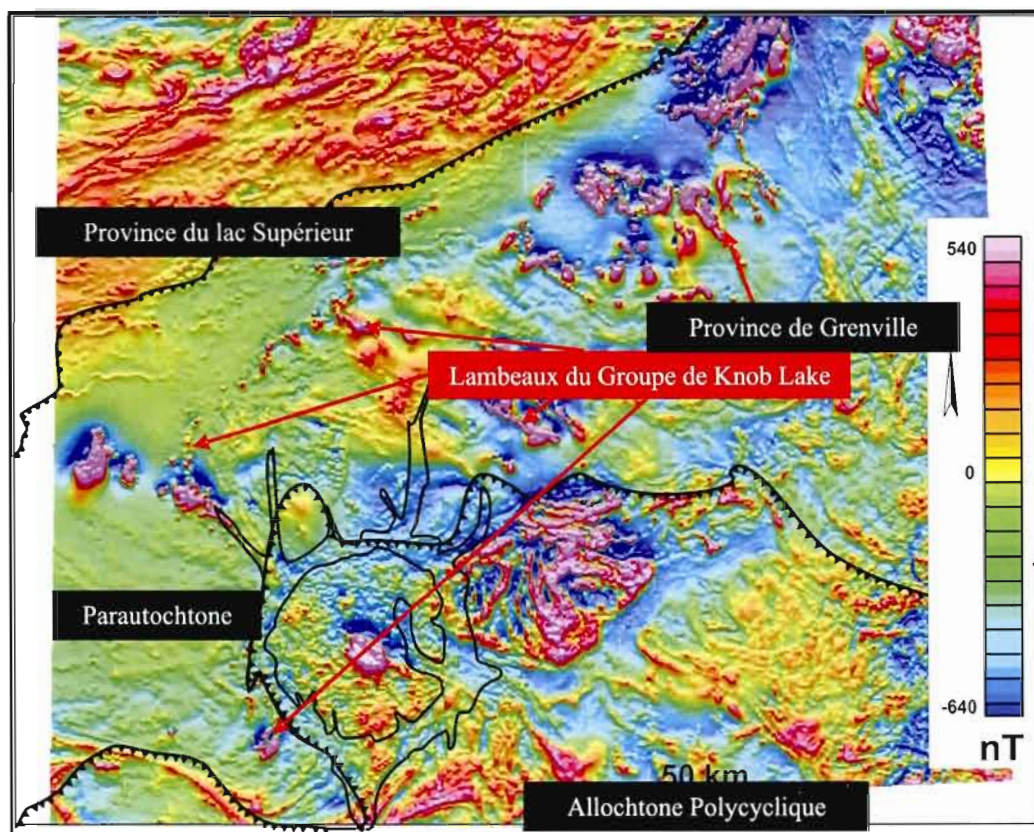 Province du lac Supérieur
540
Province de Grenville
Lambeaux du Groupe de Knob Lake
0
Parautochtone
-640
nT
50 km
Allochtone Polycyclique